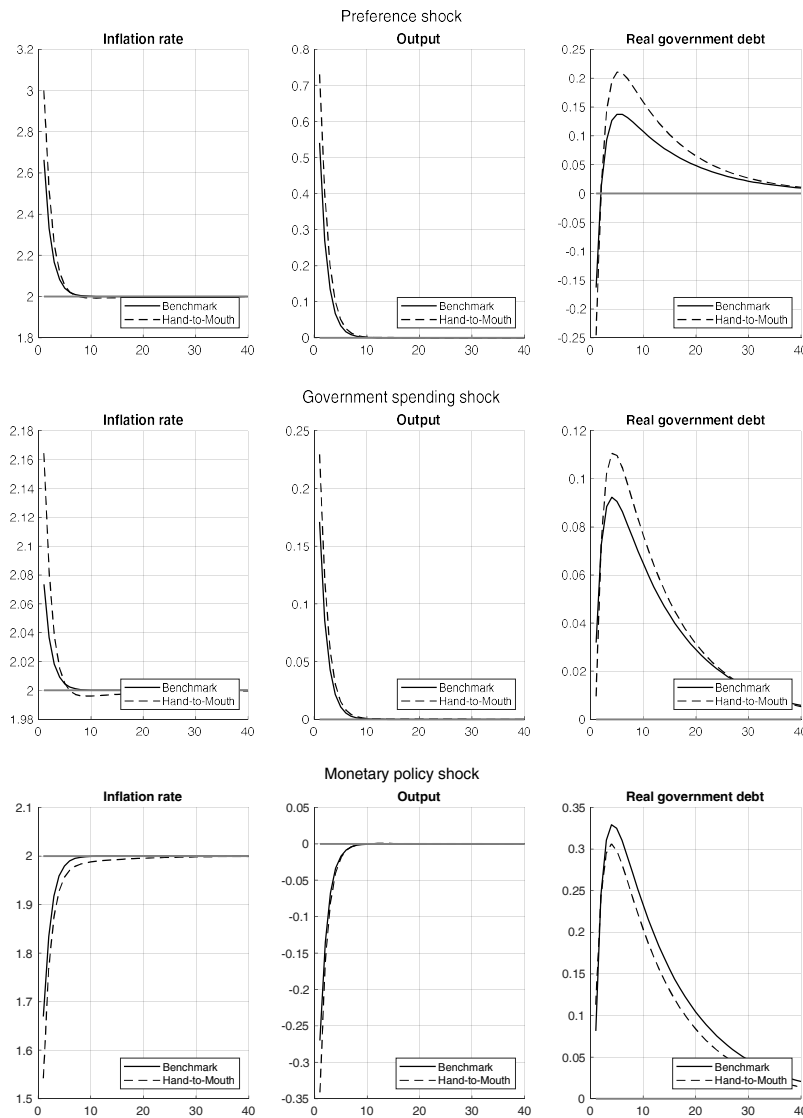 Preference shock
Inflation rate
3.2
3
2.8
2.6
2.4
2.2
2
1.8
0 10 20 30 40
Benchmark
Hand-to-Mouth
Output
0.8
0.7
0.6
0.5
0.4
0.3
0.2
0.1
0
0 10 20 30 40
Benchmark
Hand-to-Mouth
Real government debt
0.25
0.2
0.15
0.1
0.05
0
-0.05
-0.1
-0.15
-0.2
-0.25
0 10 20 30 40
Benchmark
Hand-to-Mouth
Government spending shock
Inflation rate
2.18
2.16
2.14
2.12
2.1
2.08
2.06
2.04
2.02
2
1.98
0 10 20 30 40
Benchmark
Hand-to-Mouth
Output
0.25
0.2
0.15
0.1
0.05
0
0 10 20 30 40
Benchmark
Hand-to-Mouth
Real government debt
0.12
0.1
0.08
0.06
0.04
0.02
0
0 10 20 30 40
Benchmark
Hand-to-Mouth
Monetary policy shock
Inflation rate
2.1
2
1.9
1.8
1.7
1.6
1.5
0 10 20 30 40
Benchmark
Hand-to-Mouth
Output
0.05
0
-0.05
-0.1
-0.15
-0.2
-0.25
-0.3
-0.35
0 10 20 30 40
Benchmark
Hand-to-Mouth
Real government debt
0.35
0.3
0.25
0.2
0.15
0.1
0.05
0
0 10 20 30 40
Benchmark
Hand-to-Mouth